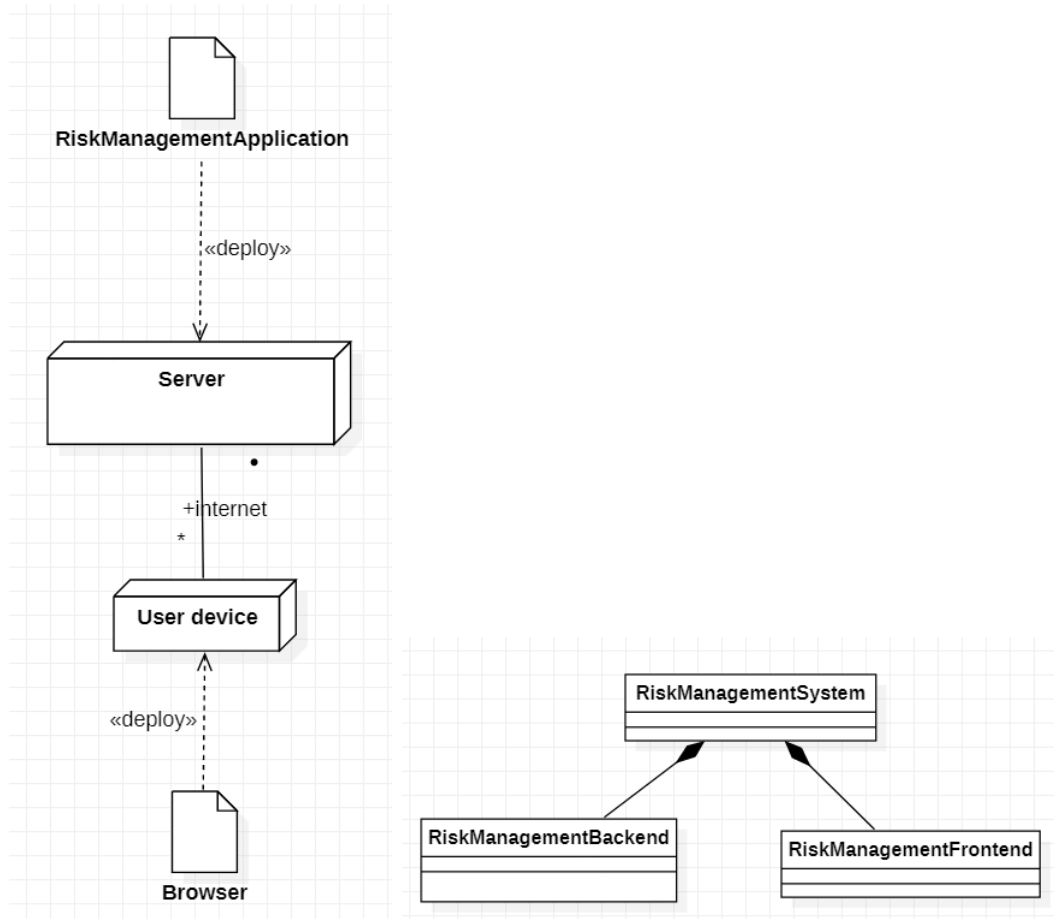 RiskManagementApplication
«deploy»
Server
+internet
*
User device
«deploy»
Browser
RiskManagementSystem
RiskManagementBackend
RiskManagementFrontend